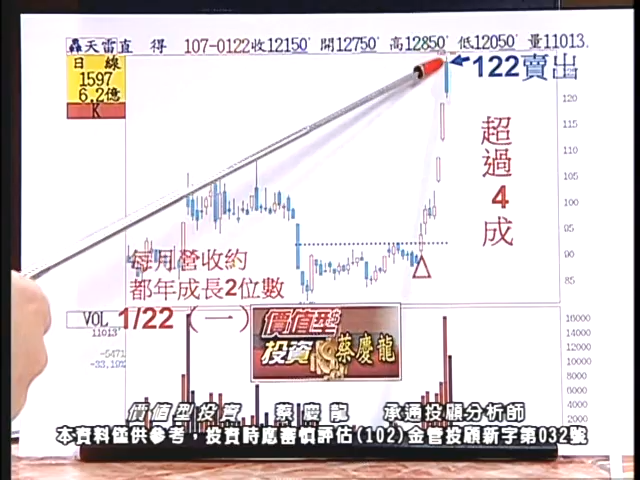 直得 107-0122收12150' 開12750' 高12850' 低12050' 量11013.
日線
1597
6.2億
K
122賣出
超過4成
120
115
110
105
100
95
90
85
每月營收約
都年成長2位數
VOL 1/22（一）
11013'
-5471
-33.19%
16000
14000
12000
10000
8000
6000
4000
2000
價值型
投資
蔡慶龍
價值型投資 蔡慶龍 承通投顧分析師
本資料僅供參考，投資時應審慎評估(102)金管投顧新字第032號